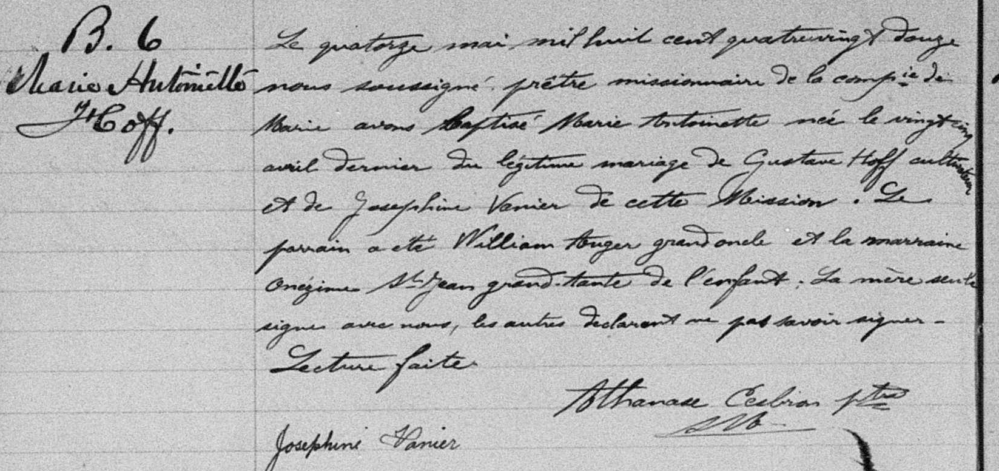 B. 6
Marie Antoinette
Hoff.
Le quatorze mai mil huit cent quatrevingt douze
nous soussigné prêtre missionnaire de la compie de
Marie avons baptisé Marie Antoinette née le vingt cinq
avril dernier du légitime mariage de Gustave Hoff cultivateur
et de Josephine Vanier de cette Mission. Le
parrain a été William Auger grand oncle et la marraine
Onézime St Jean grand-tante de l'enfant. La mère seule
signe avec nous, les autres déclarent ne pas savoir signer -
Lecture faite
Athanase Cesbron ptre
Josephine Vanier